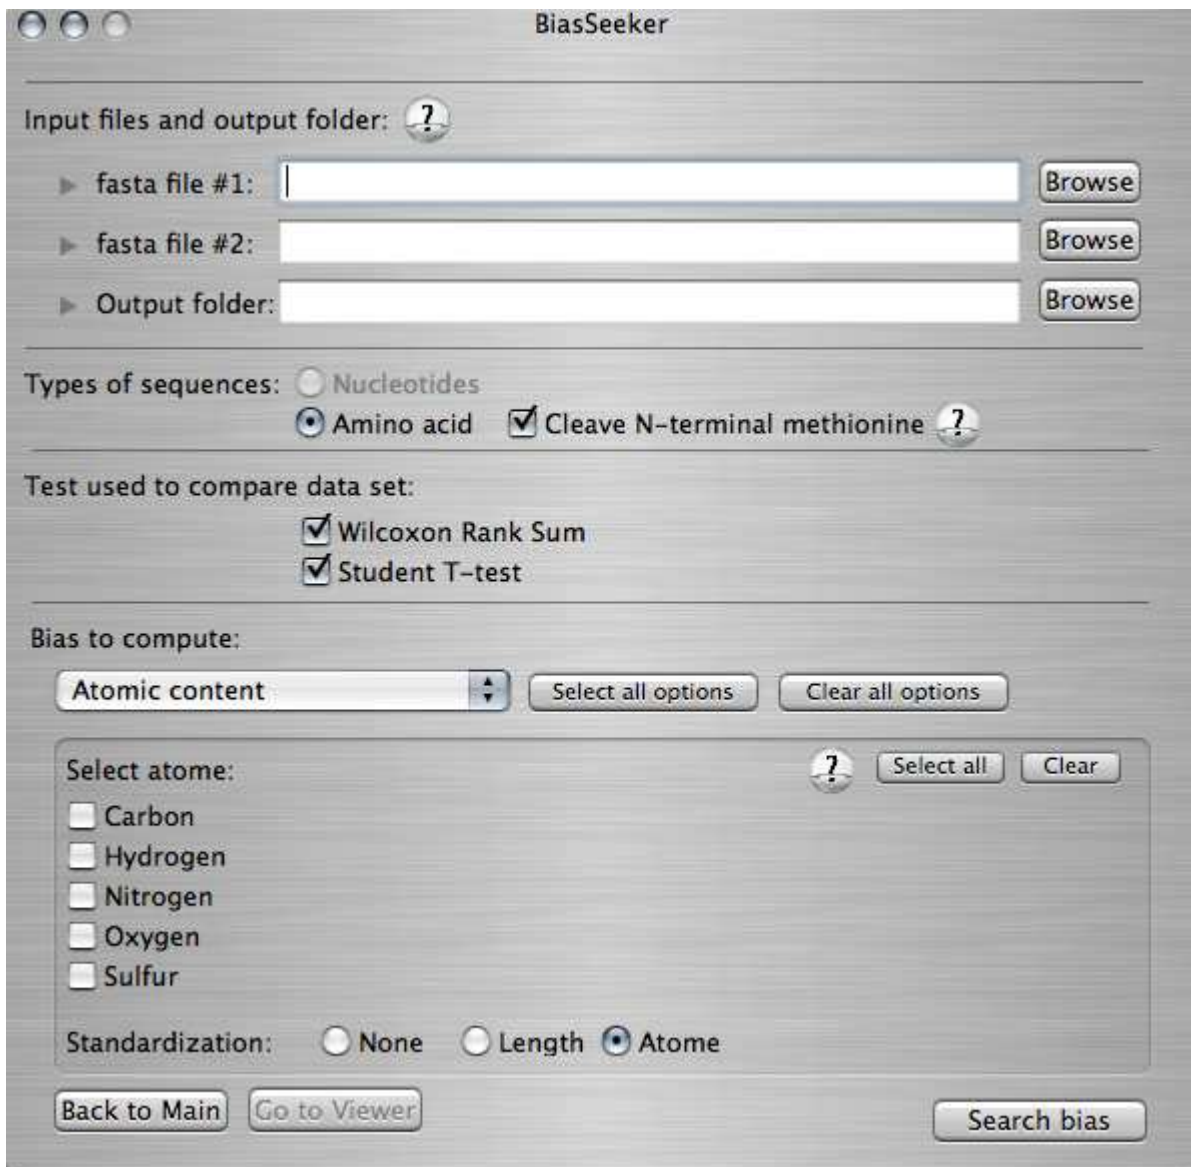 BiasSeeker
Input files and output folder: ?
fasta file #1: Browse
fasta file #2: Browse
Output folder: Browse
Types of sequences: Nucleotides
Amino acid Cleave N-terminal methionine ?
Test used to compare data set:
Wilcoxon Rank Sum
Student T-test
Bias to compute:
Atomic content Select all options Clear all options
Select atome: ? Select all Clear
Carbon
Hydrogen
Nitrogen
Oxygen
Sulfur
Standardization: None Length Atome
Back to Main Go to Viewer Search bias